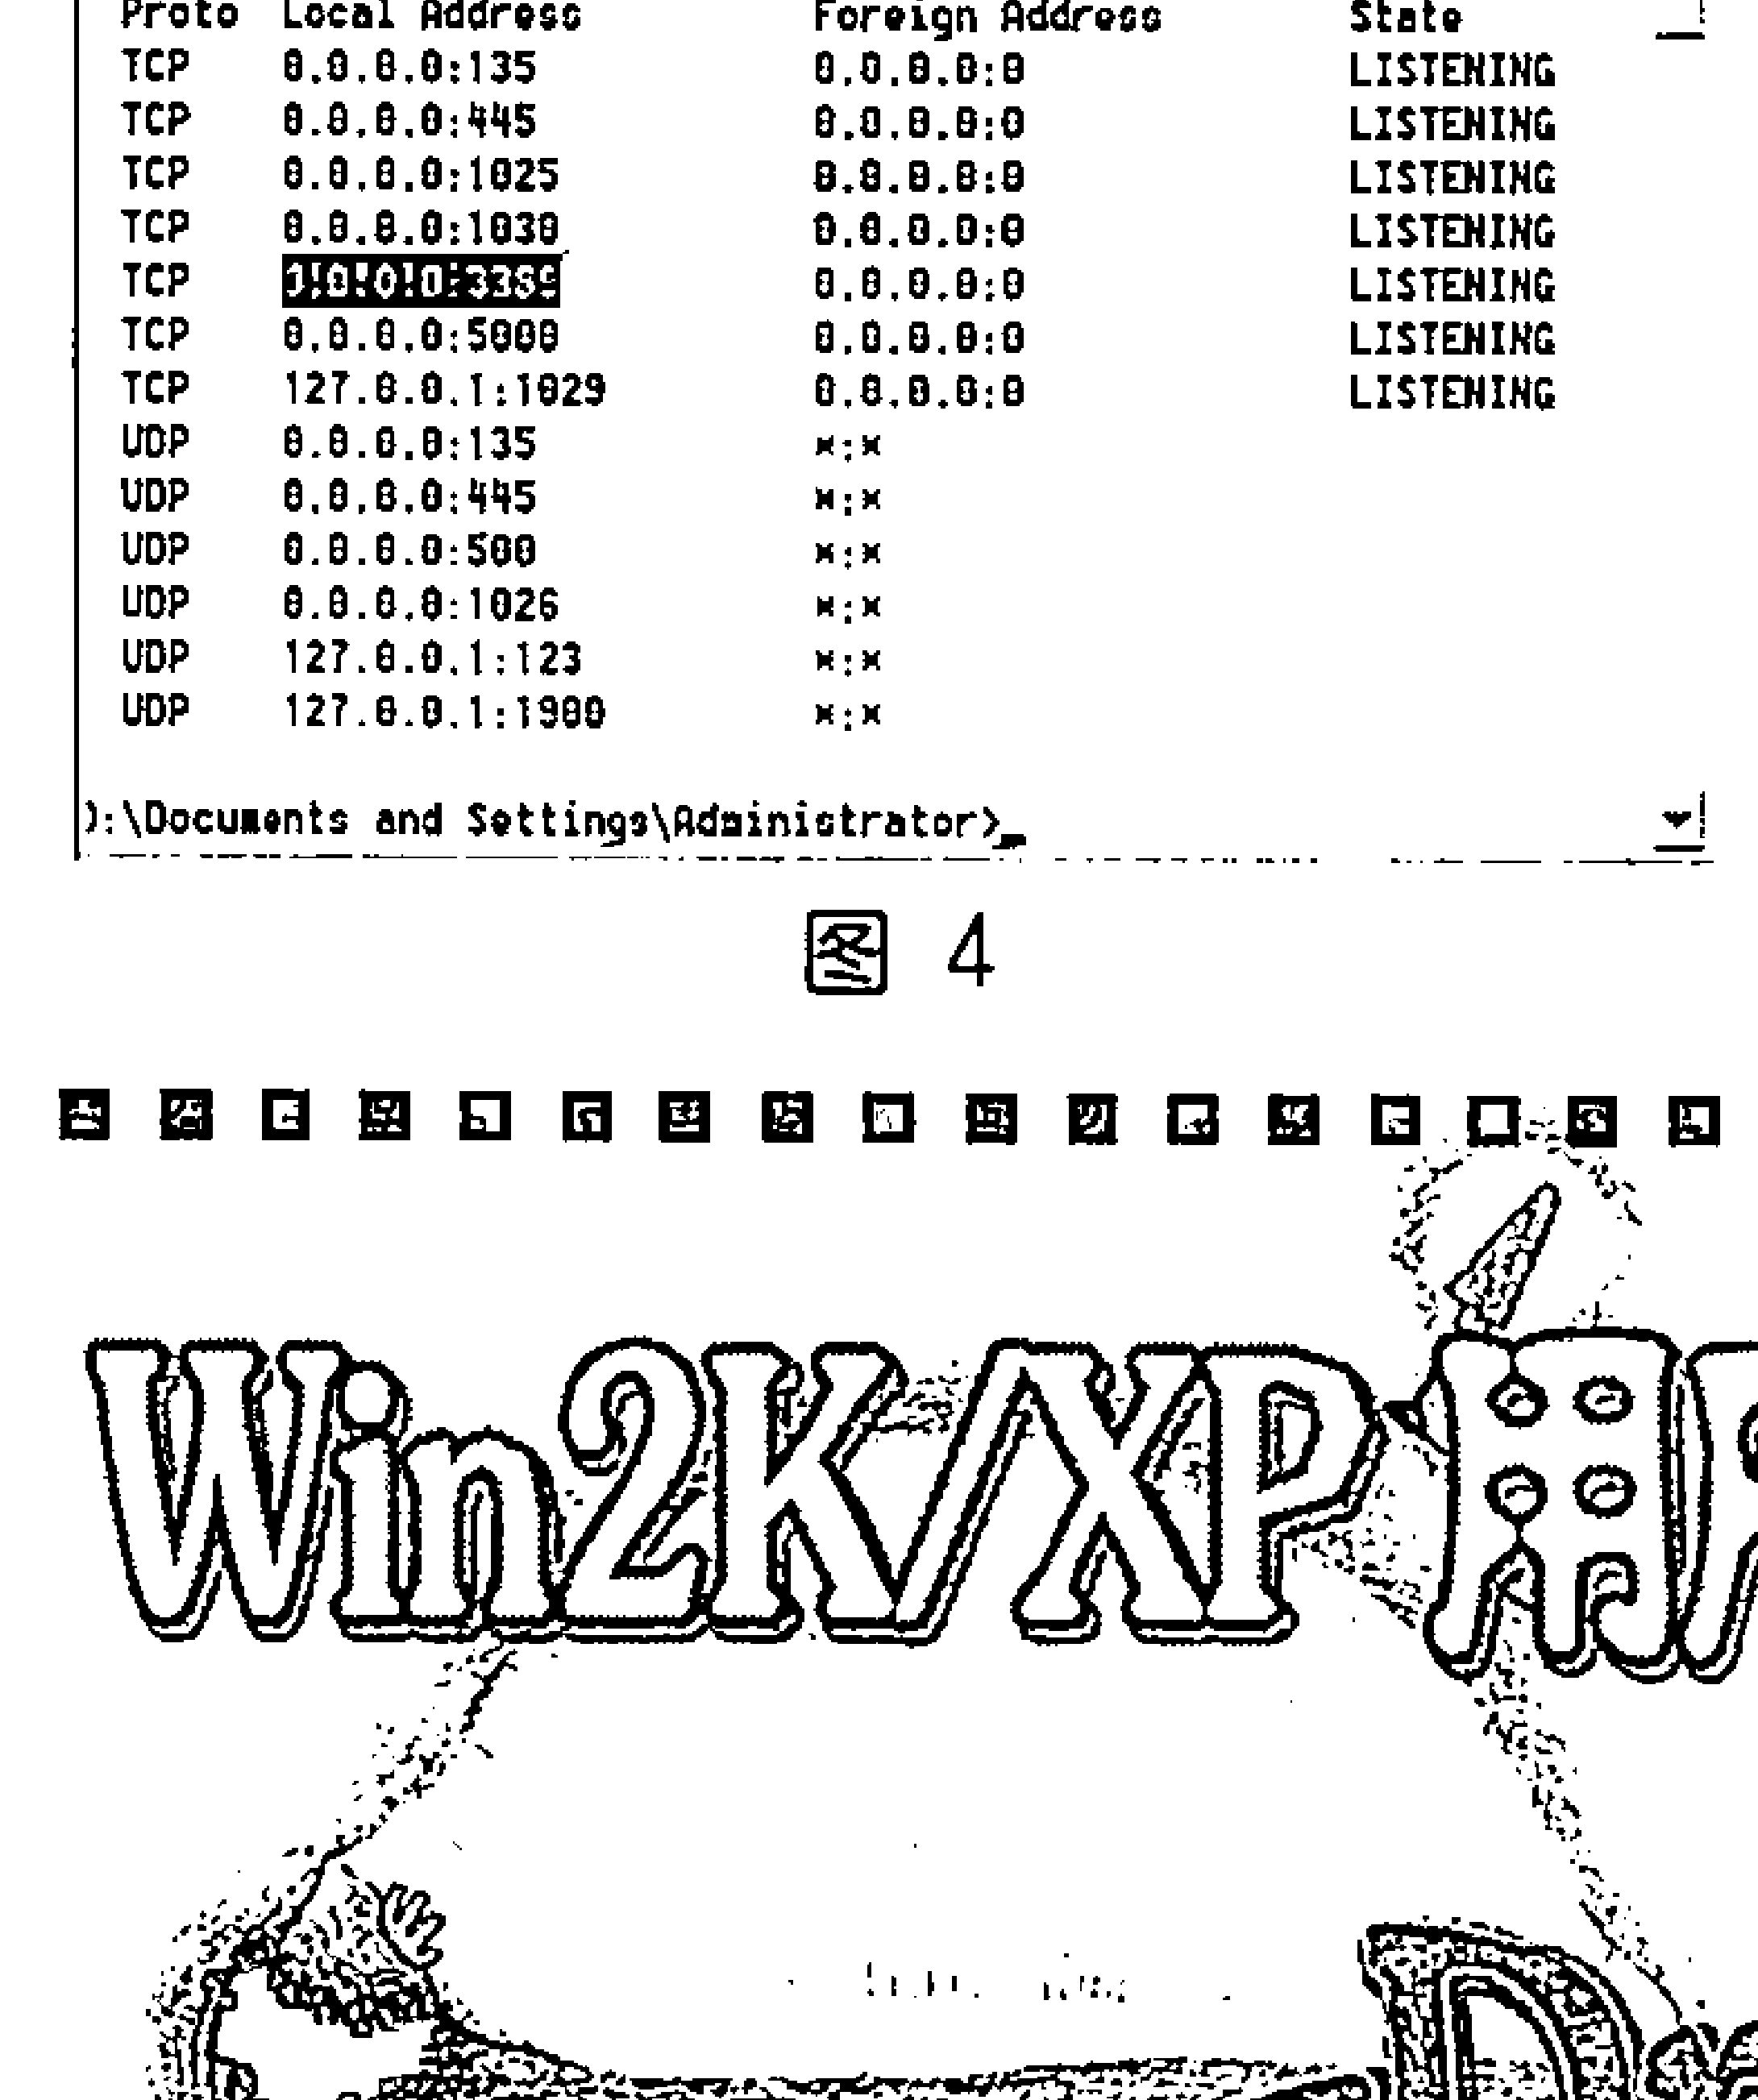 Proto Local Address Foreign Address State
TCP 0.0.0.0:135 0.0.0.0:0 LISTENING
TCP 0.0.0.0:445 0.0.0.0:0 LISTENING
TCP 0.0.0.0:1025 0.0.0.0:0 LISTENING
TCP 0.0.0.0:1030 0.0.0.0:0 LISTENING
TCP 0.0.0.0:3389 0.0.0.0:0 LISTENING
TCP 0.0.0.0:5000 0.0.0.0:0 LISTENING
TCP 127.0.0.1:1029 0.0.0.0:0 LISTENING
UDP 0.0.0.0:135 *:*
UDP 0.0.0.0:445 *:*
UDP 0.0.0.0:500 *:*
UDP 0.0.0.0:1026 *:*
UDP 127.0.0.1:123 *:*
UDP 127.0.0.1:1900 *:*
:\Documents and Settings\Administrator>_
图 4
Win2K/XP用户